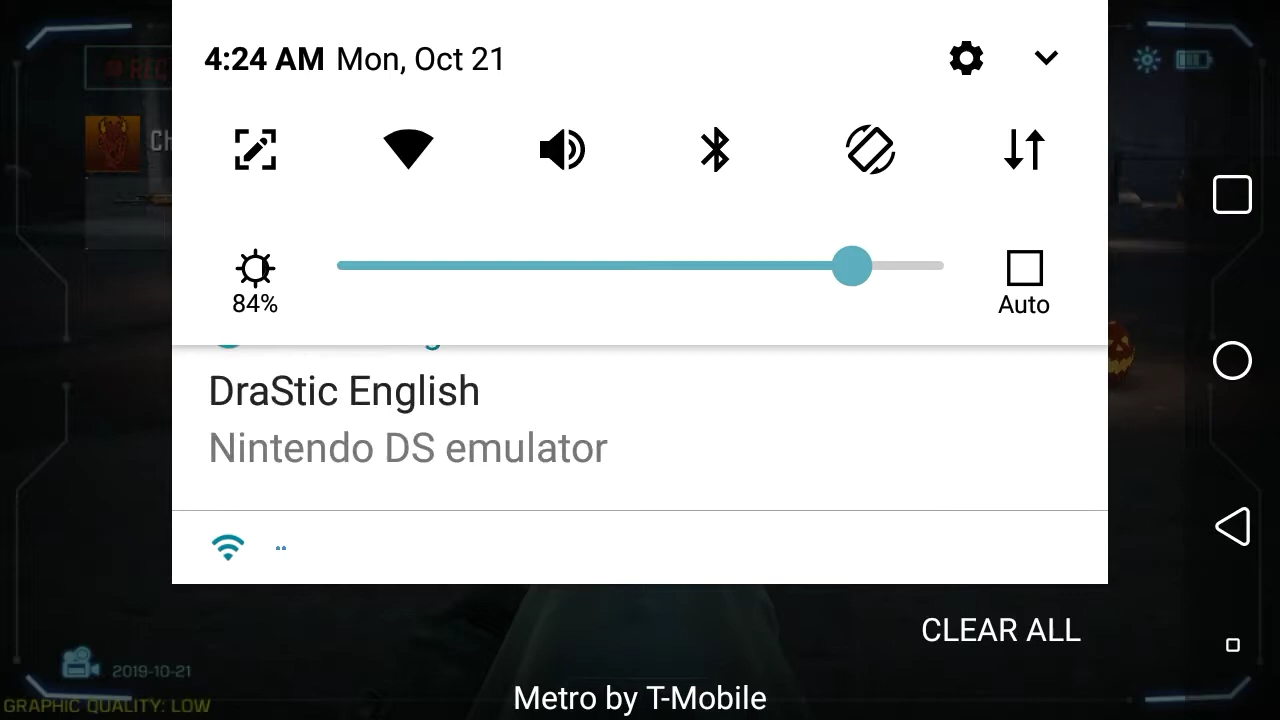 4:24 AM Mon, Oct 21
REC
84%
Auto
DraStic English
Nintendo DS emulator
CLEAR ALL
2019-10-21
GRAPHIC QUALITY: LOW
Metro by T-Mobile